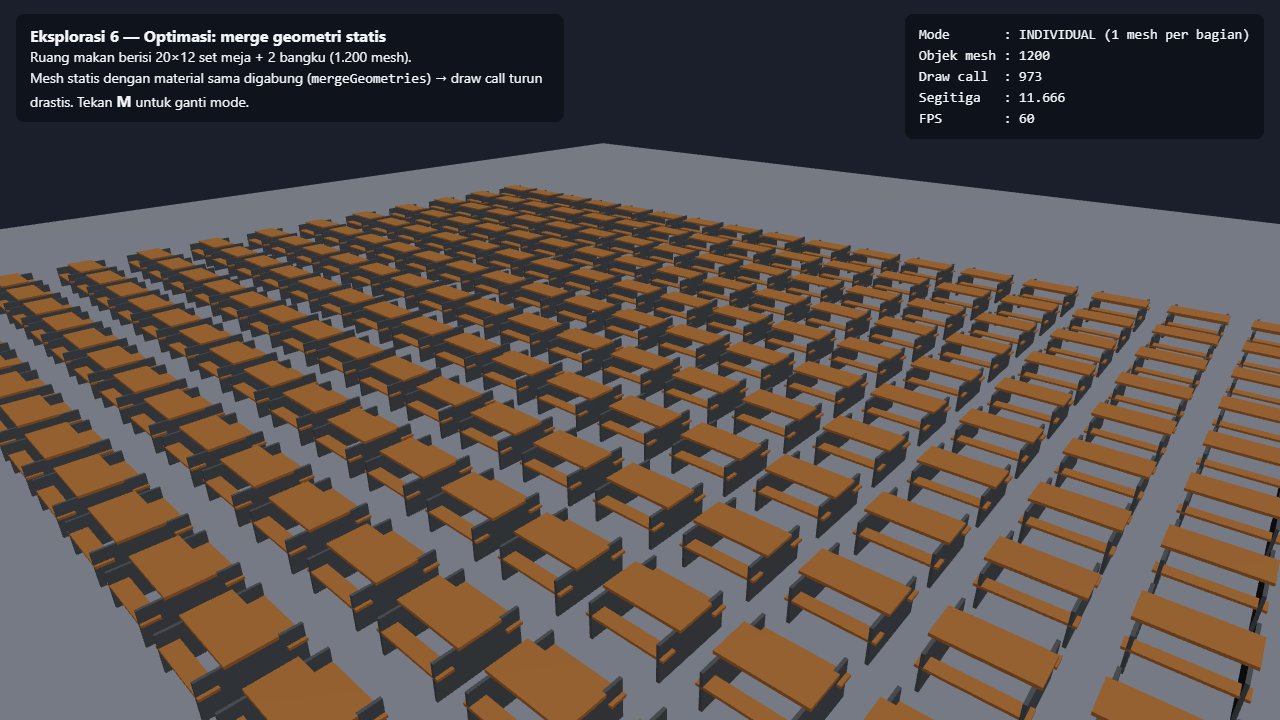 Eksplorasi 6 — Optimasi: merge geometri statis
Ruang makan berisi 20×12 set meja + 2 bangku (1.200 mesh).
Mesh statis dengan material sama digabung (mergeGeometries) → draw call turun
drastis. Tekan M untuk ganti mode.
Mode : INDIVIDUAL (1 mesh per bagian)
Objek mesh : 1200
Draw call : 973
Segitiga : 11.666
FPS : 60